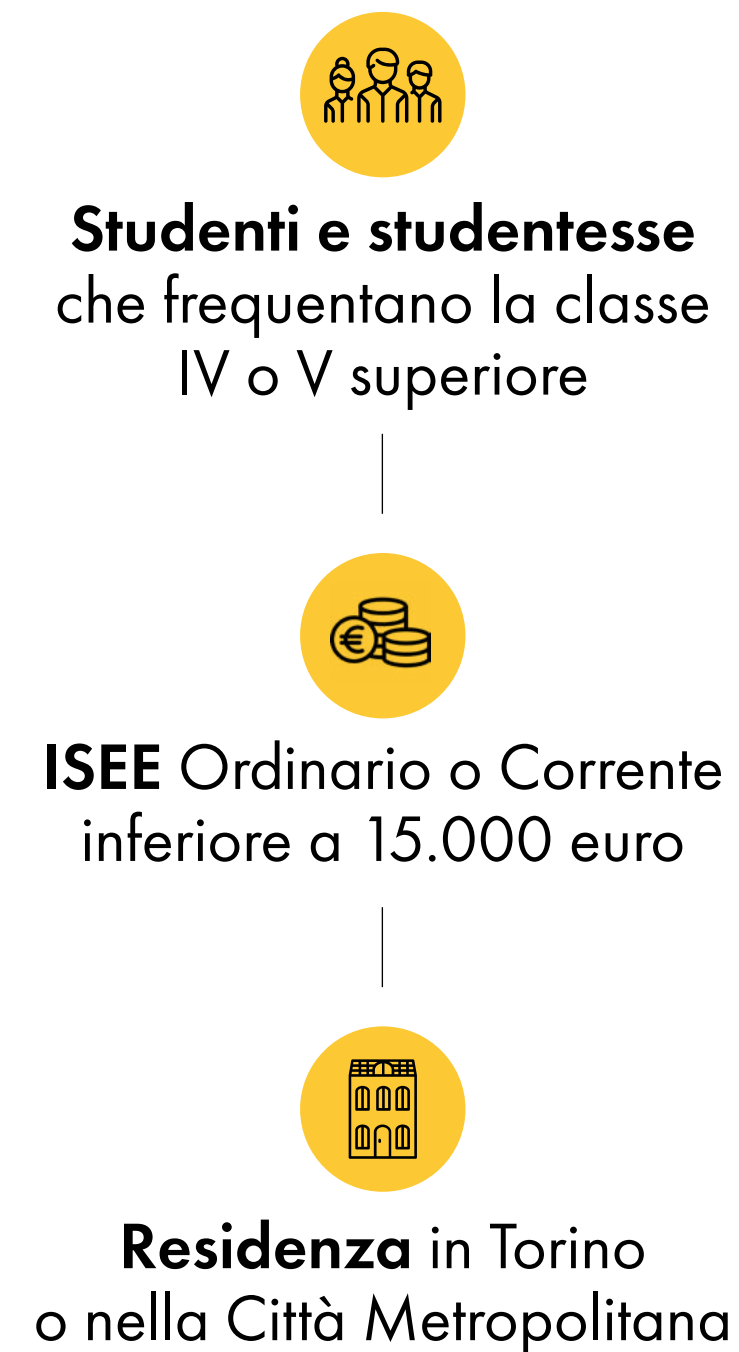 Studenti e studentesse
che frequentano la classe
IV o V superiore
€
ISEE Ordinario o Corrente
inferiore a 15.000 euro
Residenza in Torino
o nella Città Metropolitana